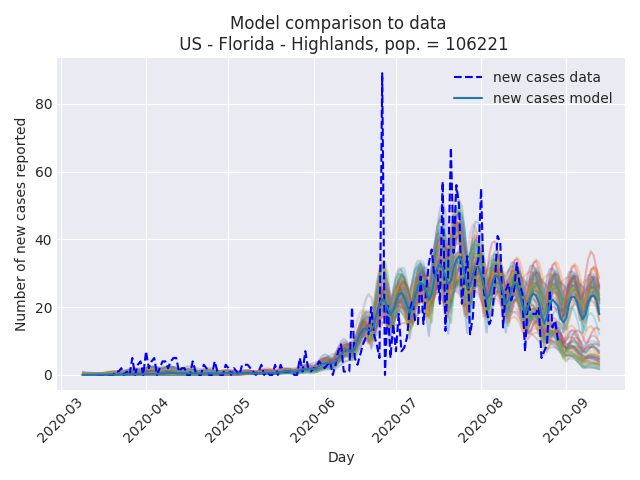 Model comparison to data
US - Florida - Highlands, pop. = 106221
new cases data
new cases model
Number of new cases reported
80
60
40
20
0
2020-03
2020-04
2020-05
2020-06
2020-07
2020-08
2020-09
Day